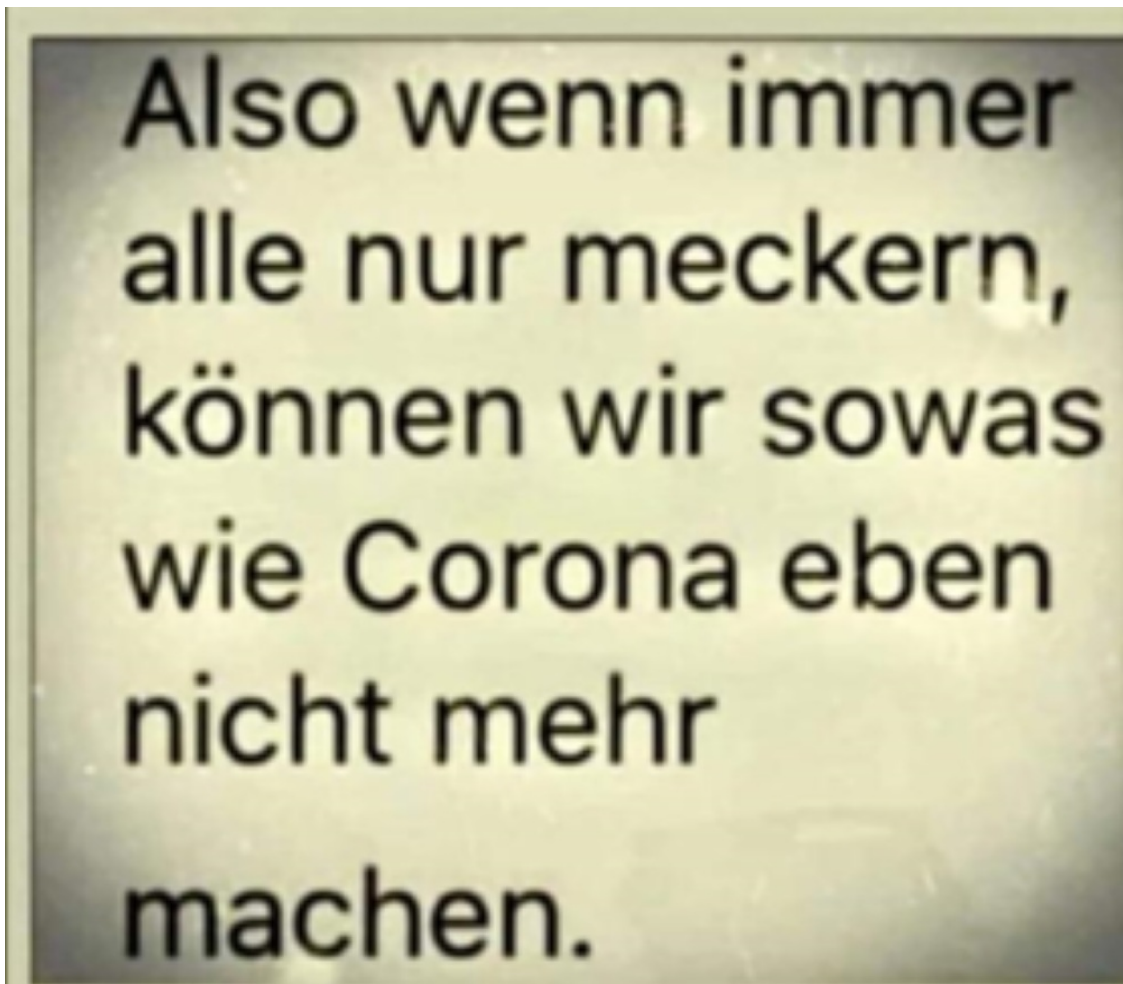 Also wenn immer
alle nur meckern,
können wir sowas
wie Corona eben
nicht mehr
machen.